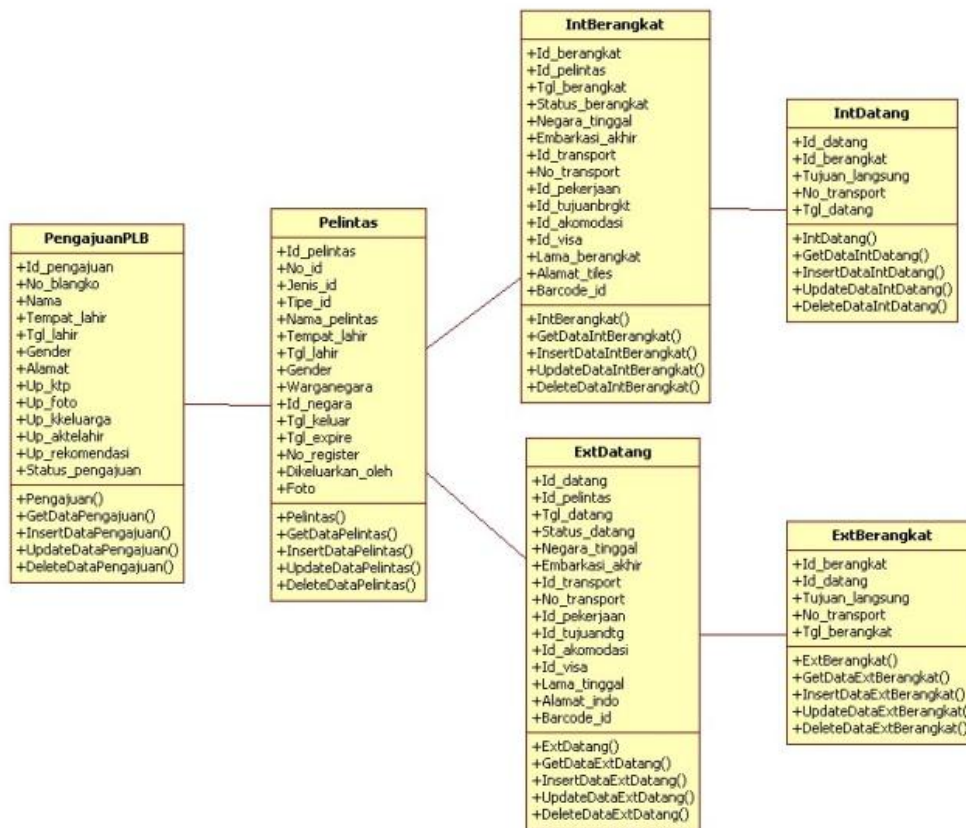 PengajuanPLB
+Id_pengajuan
+No_blangko
+Nama
+Tempat_lahir
+Tgl_lahir
+Gender
+Alamat
+Up_ktp
+Up_foto
+Up_kkeluarga
+Up_aktelahir
+Up_rekomendasi
+Status_pengajuan
+Pengajuan()
+GetDataPengajuan()
+InsertDataPengajuan()
+UpdateDataPengajuan()
+DeleteDataPengajuan()
Pelintas
+Id_pelintas
+No_id
+Jenis_id
+Tipe_id
+Nama_pelintas
+Tempat_lahir
+Tgl_lahir
+Gender
+Warganegara
+Id_negara
+Tgl_keluar
+Tgl_expire
+No_register
+Dikeluarkan_oleh
+Foto
+Pelintas()
+GetDataPelintas()
+InsertDataPelintas()
+UpdateDataPelintas()
+DeleteDataPelintas()
IntBerangkat
+Id_berangkat
+Id_pelintas
+Tgl_berangkat
+Status_berangkat
+Negara_tinggal
+Embarkasi_akhir
+Id_transport
+No_transport
+Id_pekerjaan
+Id_tujuanbrgkt
+Id_akomodasi
+Id_visa
+Lama_berangkat
+Alamat_tiles
+Barcode_id
+IntBerangkat()
+GetDataIntBerangkat()
+InsertDataIntBerangkat()
+UpdateDataIntBerangkat()
+DeleteDataIntBerangkat()
IntDatang
+Id_datang
+Id_berangkat
+Tujuan_langsung
+No_transport
+Tgl_datang
+IntDatang()
+GetDataIntDatang()
+InsertDataIntDatang()
+UpdateDataIntDatang()
+DeleteDataIntDatang()
ExtDatang
+Id_datang
+Id_pelintas
+Tgl_datang
+Status_datang
+Negara_tinggal
+Embarkasi_akhir
+Id_transport
+No_transport
+Id_pekerjaan
+Id_tujuandtg
+Id_akomodasi
+Id_visa
+Lama_tinggal
+Alamat_indo
+Barcode_id
+ExtDatang()
+GetDataExtDatang()
+InsertDataExtDatang()
+UpdateDataExtDatang()
+DeleteDataExtDatang()
ExtBerangkat
+Id_berangkat
+Id_datang
+Tujuan_langsung
+No_transport
+Tgl_berangkat
+ExtBerangkat()
+GetDataExtBerangkat()
+InsertDataExtBerangkat()
+UpdateDataExtBerangkat()
+DeleteDataExtBerangkat()